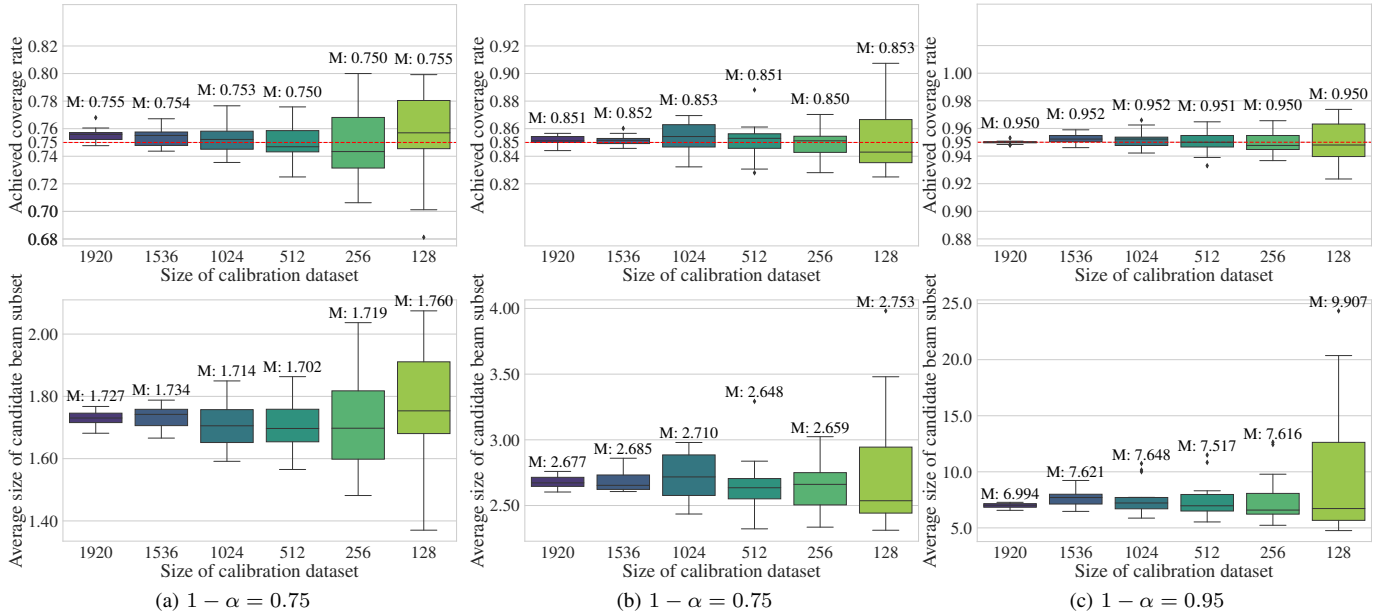 Achieved coverage rate
0.82
0.80
0.78
0.76
0.75
0.74
0.72
0.70
0.68
M: 0.755
M: 0.754
M: 0.753
M: 0.750
M: 0.750
M: 0.755
1920 1536 1024 512 256 128
Size of calibration dataset
Achieved coverage rate
0.92
0.90
0.88
0.86
0.85
0.84
0.82
M: 0.851
M: 0.852
M: 0.853
M: 0.851
M: 0.850
M: 0.853
1920 1536 1024 512 256 128
Size of calibration dataset
Achieved coverage rate
1.00
0.98
0.96
0.95
0.94
0.92
0.90
0.88
M: 0.950
M: 0.952
M: 0.952
M: 0.951
M: 0.950
M: 0.950
1920 1536 1024 512 256 128
Size of calibration dataset
Average size of candidate beam subset
2.00
1.80
1.60
1.40
M: 1.727
M: 1.734
M: 1.714
M: 1.702
M: 1.719
M: 1.760
1920 1536 1024 512 256 128
Size of calibration dataset
(a) 1 − α = 0.75
Average size of candidate beam subset
4.00
3.50
3.00
2.50
M: 2.677
M: 2.685
M: 2.710
M: 2.648
M: 2.659
M: 2.753
1920 1536 1024 512 256 128
Size of calibration dataset
(b) 1 − α = 0.75
Average size of candidate beam subset
25.0
20.0
15.0
10.0
5.0
M: 6.994
M: 7.621
M: 7.648
M: 7.517
M: 7.616
M: 9.907
1920 1536 1024 512 256 128
Size of calibration dataset
(c) 1 − α = 0.95